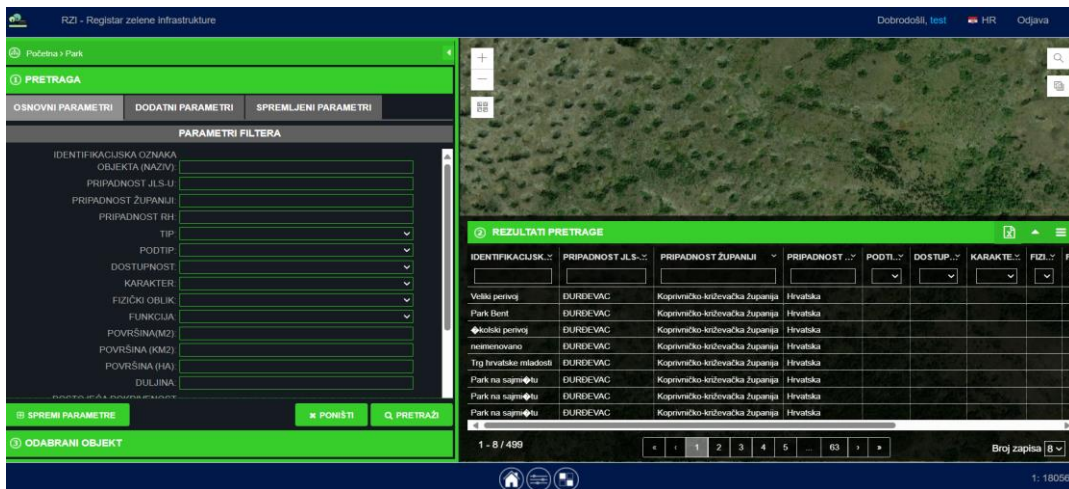 RZI - Registar zelene infrastrukture
Dobrodošli, test HR Odjava
Početna > Park
1 PRETRAGA
OSNOVNI PARAMETRI DODATNI PARAMETRI SPREMLJENI PARAMETRI
PARAMETRI FILTERA
IDENTIFIKACIJSKA OZNAKA
OBJEKTA (NAZIV):
PRIPADNOST JLS-U:
PRIPADNOST ŽUPANIJI:
PRIPADNOST RH:
TIP:
PODTIP:
DOSTUPNOST:
KARAKTER:
FIZIČKI OBLIK:
FUNKCIJA:
POVRŠINA(M2):
POVRŠINA (KM2):
POVRŠINA (HA):
DULJINA:
POSTOJEĆA POKRIVENOST
SPREMI PARAMETRE × PONIŠTI PRETRAŽI
3 ODABRANI OBJEKT
+
−
2 REZULTATI PRETRAGE
IDENTIFIKACIJSK... PRIPADNOST JLS-... PRIPADNOST ŽUPANIJI PRIPADNOST ... PODTI... DOSTUP... KARAKTE... FIZI...
Veliki perivoj ĐURĐEVAC Koprivničko-križevačka županija Hrvatska
Park Bent ĐURĐEVAC Koprivničko-križevačka županija Hrvatska
�kolski perivoj ĐURĐEVAC Koprivničko-križevačka županija Hrvatska
neimenovano ĐURĐEVAC Koprivničko-križevačka županija Hrvatska
Trg hrvatske mladosti ĐURĐEVAC Koprivničko-križevačka županija Hrvatska
Park na sajmi�tu ĐURĐEVAC Koprivničko-križevačka županija Hrvatska
Park na sajmi�tu ĐURĐEVAC Koprivničko-križevačka županija Hrvatska
Park na sajmi�tu ĐURĐEVAC Koprivničko-križevačka županija Hrvatska
1 - 8 / 499 « ‹ 1 2 3 4 5 ... 63 › » Broj zapisa 8
1: 18056